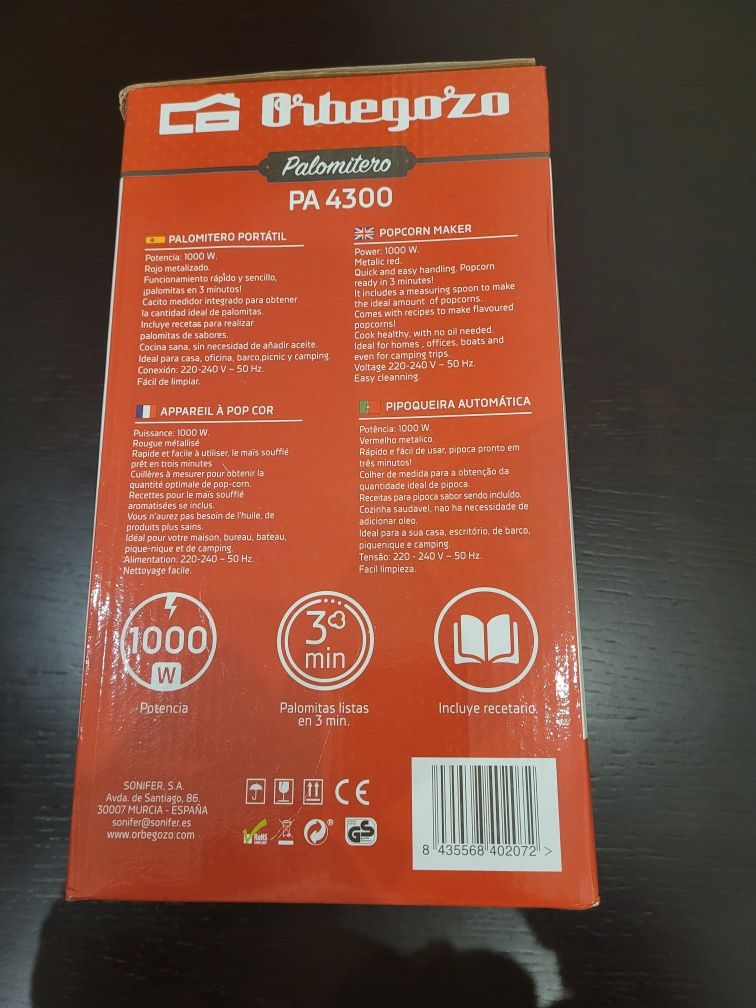 Orbegozo
Palomitero
PA 4300
PALOMITERO PORTÁTIL
Potencia: 1000 W.
Rojo metalizado.
Funcionamiento rápido y sencillo,
¡palomitas en 3 minutos!
Cacito medidor integrado para obtener
la cantidad ideal de palomitas.
Incluye recetas para realizar
palomitas de sabores.
Cocina sana, sin necesidad de añadir aceite.
Ideal para casa, oficina, barco,picnic y camping.
Conexión: 220-240 V ~ 50 Hz.
Fácil de limpiar.
POPCORN MAKER
Power: 1000 W.
Metalic red.
Quick and easy handling. Popcorn
ready in 3 minutes!
It includes a measuring spoon to make
the ideal amount of popcorns.
Comes with recipes to make flavoured
popcorns!
Cook healthy, with no oil needed.
Ideal for homes , offices, boats and
even for camping trips.
Voltage 220-240 V ~ 50 Hz.
Easy cleanning.
APPAREIL À POP COR
Puissance: 1000 W.
Rougue métallisé
Rapide et facile à utiliser, le maïs soufflé
prêt en trois minutes
Cuillères à mesurer pour obtenir la
quantité optimale de pop-corn.
Recettes pour le maïs soufflé
aromatisées se inclus.
Vous n'aurez pas besoin de l'huile, de
produits plus sains.
Idéal pour votre maison, bureau, bateau,
pique-nique et de camping.
Alimentation: 220-240 ~ 50 Hz.
Nettoyage facile.
PIPOQUEIRA AUTOMÁTICA
Potência: 1000 W.
Vermelho metalico.
Rápido e fácil de usar, pipoca pronto em
três minutos!
Colher de medida para a obtenção da
quantidade ideal de pipoca.
Receitas para pipoca sabor sendo incluído.
Cozinha saudavel, nao ha necessidade de
adicionar oleo.
Ideal para a sua casa, escritório, de barco,
piquenique e camping.
Tensão: 220 - 240 V ~ 50 Hz.
Facil limpieza.
1000
W
Potencia
3
min
Palomitas listas
en 3 min.
Incluye recetario.
SONIFER, S.A.
Avda. de Santiago, 86.
30007 MURCIA - ESPAÑA
sonifer@sonifer.es
www.orbegozo.com
CE
RoHS
COMPLIANT
GS
8 435568 402072 >